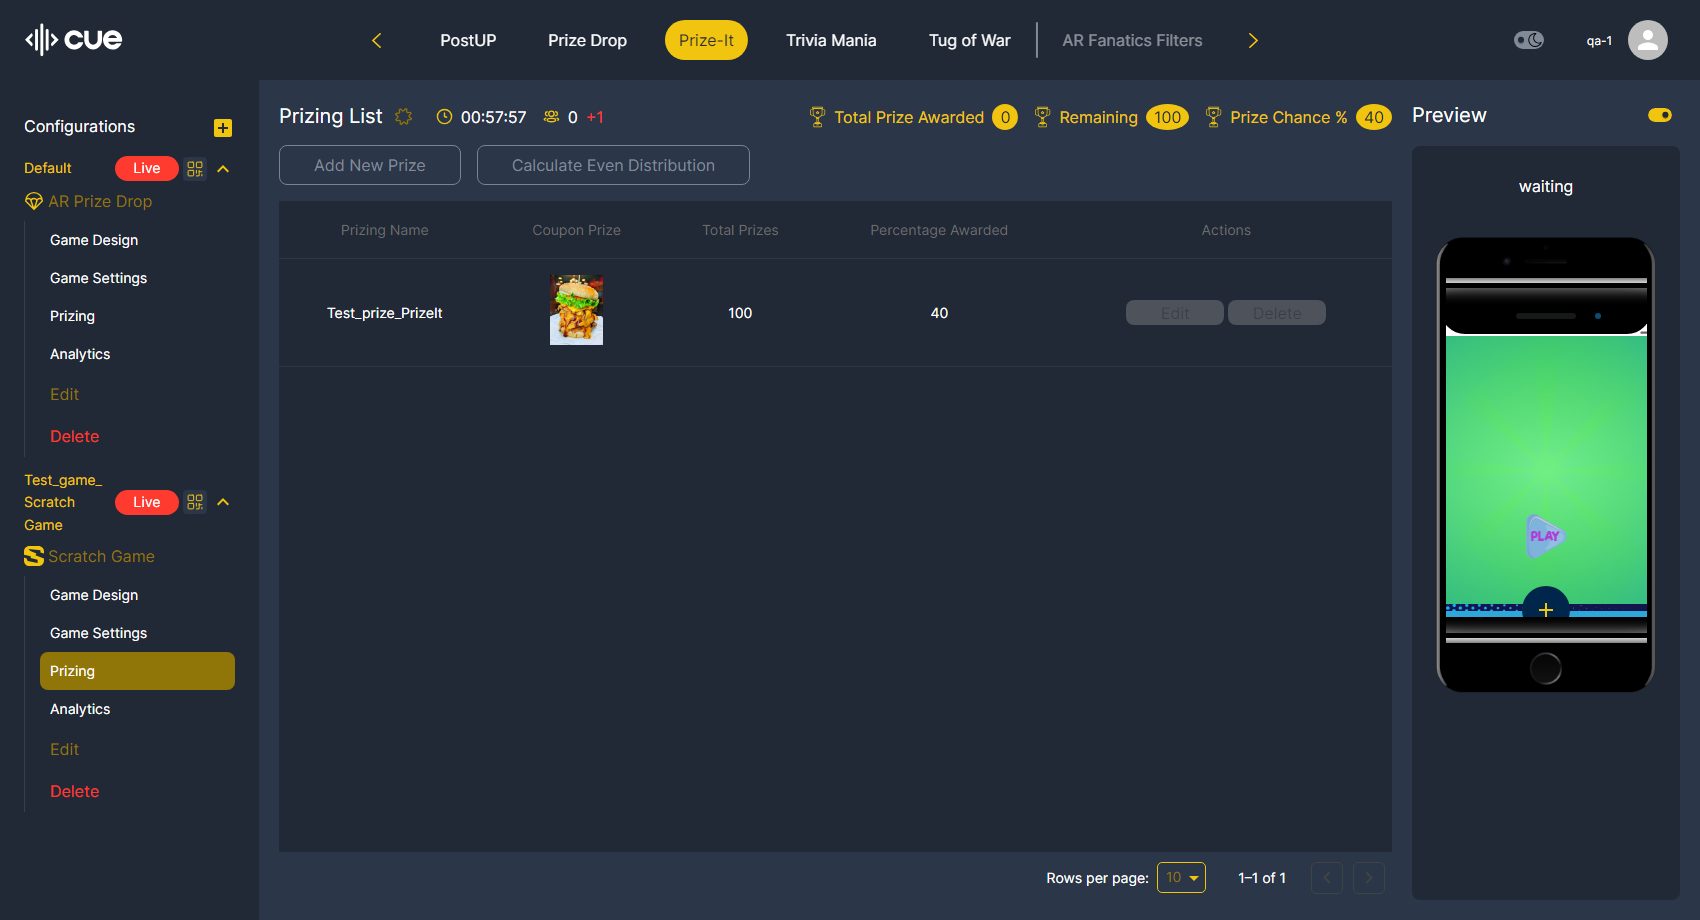 cue
PostUP
Prize Drop
Prize-It
Trivia Mania
Tug of War
AR Fanatics Filters
qa-1
Configurations
Default
Live
AR Prize Drop
Game Design
Game Settings
Prizing
Analytics
Edit
Delete
Test_game_
Scratch
Game
Live
Scratch Game
Game Design
Game Settings
Prizing
Analytics
Edit
Delete
Prizing List
00:57:57
0 +1
Total Prize Awarded 0
Remaining 100
Prize Chance % 40
Add New Prize
Calculate Even Distribution
Prizing Name
Coupon Prize
Total Prizes
Percentage Awarded
Actions
Test_prize_PrizeIt
100
40
Edit
Delete
Rows per page: 10
1–1 of 1
Preview
waiting
PLAY